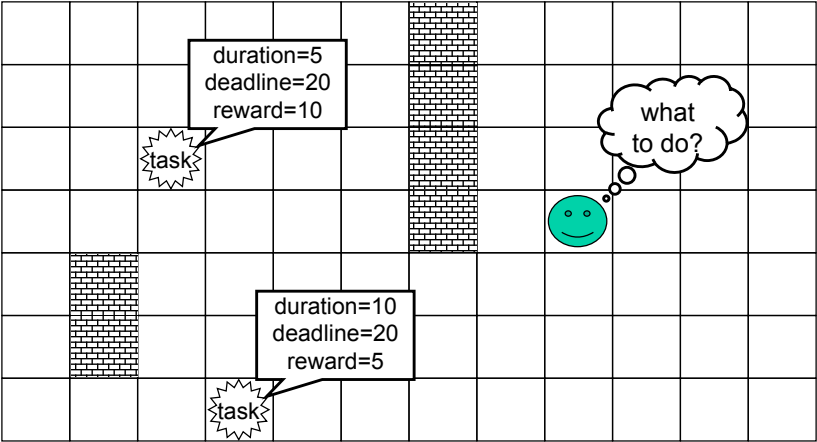 duration=5
deadline=20
reward=10
what
to do?
task
duration=10
deadline=20
reward=5
task